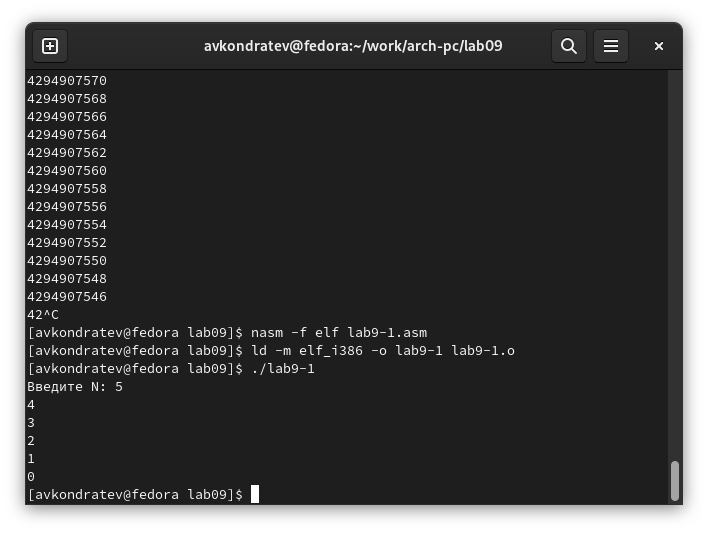 avkondratev@fedora:~/work/arch-pc/lab09
4294907570
4294907568
4294907566
4294907564
4294907562
4294907560
4294907558
4294907556
4294907554
4294907552
4294907550
4294907548
4294907546
42^C
[avkondratev@fedora lab09]$ nasm -f elf lab9-1.asm
[avkondratev@fedora lab09]$ ld -m elf_i386 -o lab9-1 lab9-1.o
[avkondratev@fedora lab09]$ ./lab9-1
Введите N: 5
4
3
2
1
0
[avkondratev@fedora lab09]$